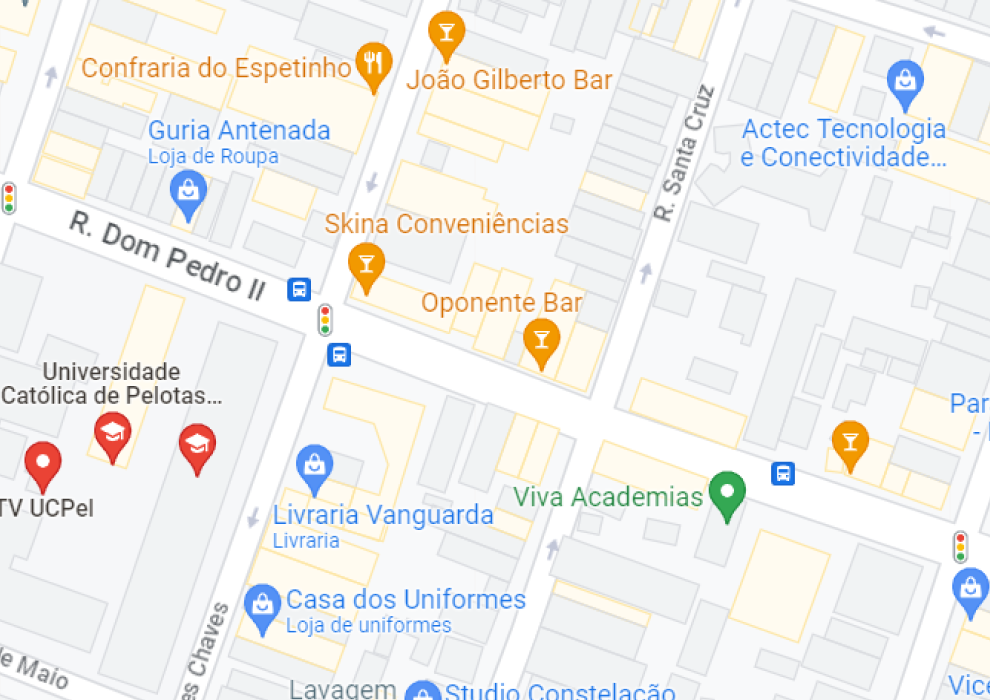 Confraria do Espetinho
João Gilberto Bar
Guria Antenada
Loja de Roupa
Actec Tecnologia
e Conectividade...
R. Santa Cruz
R. Dom Pedro II
Skina Conveniências
Oponente Bar
Universidade
Católica de Pelotas...
TV UCPel
Par
-
Viva Academias
Livraria Vanguarda
Livraria
Casa dos Uniformes
Loja de uniformes
es Chaves
de Maio
Lavagem
Studio Constelação
Vice